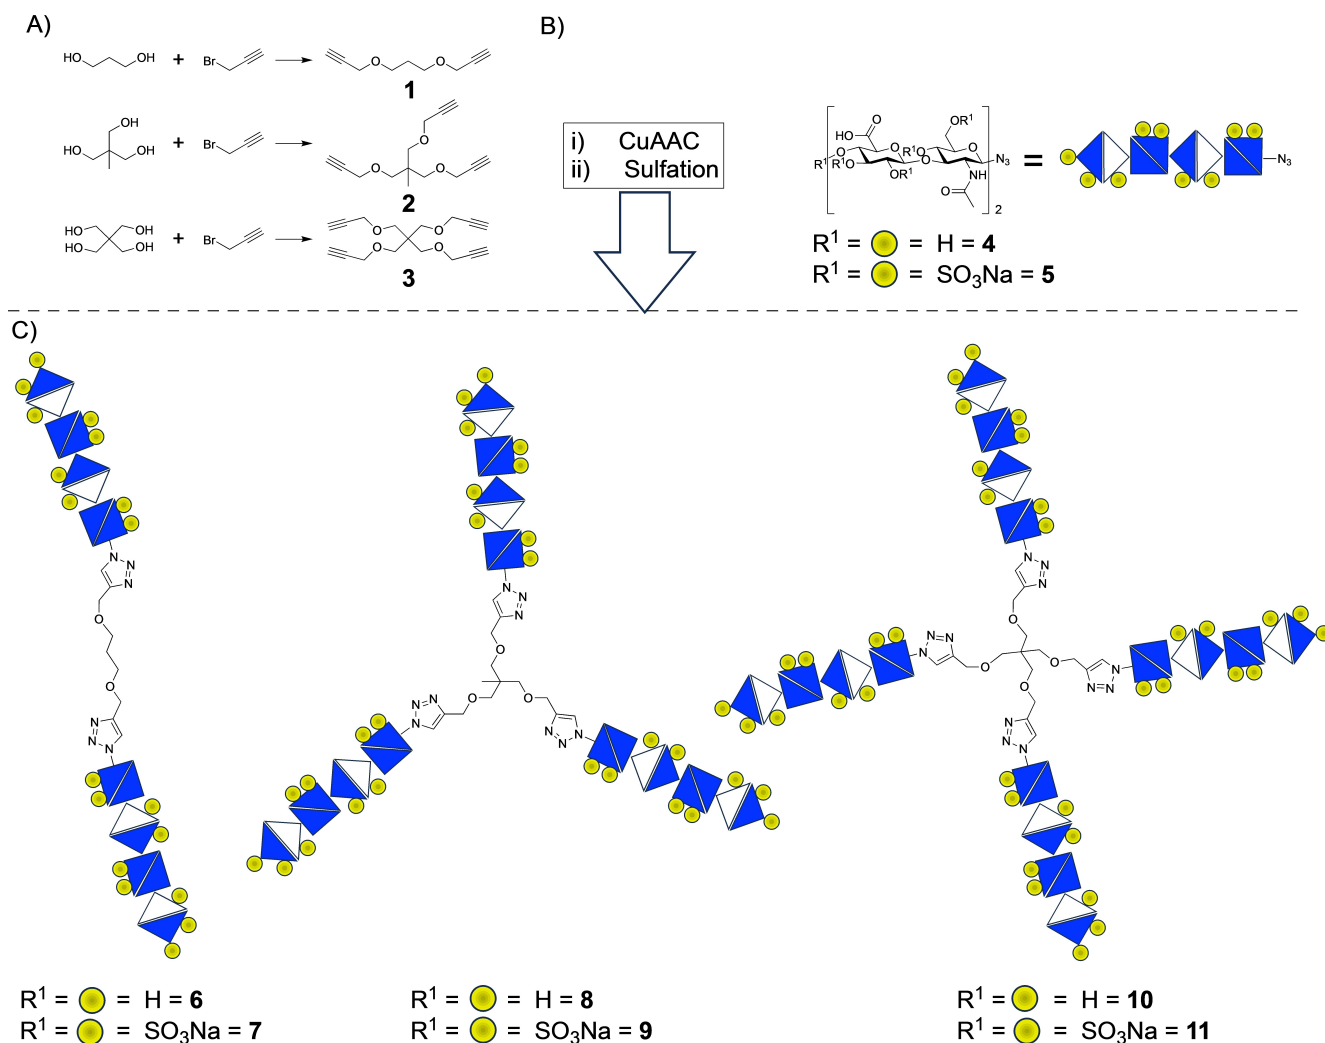 A)
HO OH + Br O O
1
OH
HO OH + Br O O O
2
HO OH
HO OH + Br O O O O
3
B)
i) CuAAC
ii) Sulfation
HO O OR¹
R¹O R¹O O O R¹O O N₃ = N₃
OR¹ NH
O 2
R¹ = = H = 4
R¹ = = SO₃Na = 5
C)
N N N
O
O
N N N
N N N
O
N N N O O N N N
N N N
O
N N N O O N N N
O
N N N
R¹ = = H = 6
R¹ = = SO₃Na = 7
R¹ = = H = 8
R¹ = = SO₃Na = 9
R¹ = = H = 10
R¹ = = SO₃Na = 11